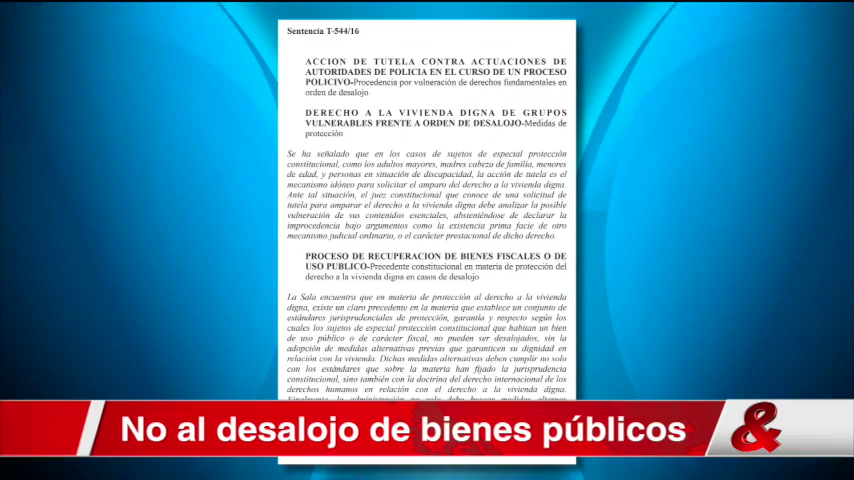 Sentencia T-544/16
ACCION DE TUTELA CONTRA ACTUACIONES DE
AUTORIDADES DE POLICIA EN EL CURSO DE UN PROCESO
POLICIVO-Procedencia por vulneración de derechos fundamentales en
orden de desalojo
DERECHO A LA VIVIENDA DIGNA DE GRUPOS
VULNERABLES FRENTE A ORDEN DE DESALOJO-Medidas de
protección
Se ha señalado que en los casos de sujetos de especial protección
constitucional, como los adultos mayores, madres cabeza de familia, menores
de edad, y personas en situación de discapacidad, la acción de tutela es el
mecanismo idóneo para solicitar el amparo del derecho a la vivienda digna.
Ante tal situación, el juez constitucional que conoce de una solicitud de
tutela para amparar el derecho a la vivienda digna debe analizar la posible
vulneración de sus contenidos esenciales, absteniéndose de declarar la
improcedencia bajo argumentos como la existencia prima facie de otro
mecanismo judicial ordinario, o el carácter prestacional de dicho derecho.
PROCESO DE RECUPERACION DE BIENES FISCALES O DE
USO PUBLICO-Precedente constitucional en materia de protección del
derecho a la vivienda digna en casos de desalojo
La Sala encuentra que en materia de protección al derecho a la vivienda
digna, existe un claro precedente en la materia que establece un conjunto de
estándares jurisprudenciales de protección, garantía y respeto según los
cuales los sujetos de especial protección constitucional que habitan un bien
de uso público o de carácter fiscal, no pueden ser desalojados, sin la
adopción de medidas alternativas previas que garanticen su dignidad en
relación con la vivienda. Dichas medidas alternativas deben cumplir no solo
con los estándares que sobre la materia han fijado la jurisprudencia
constitucional, sino también con la doctrina del derecho internacional de los
derechos humanos en relación con el derecho a la vivienda digna.
No al desalojo de bienes públicos
&